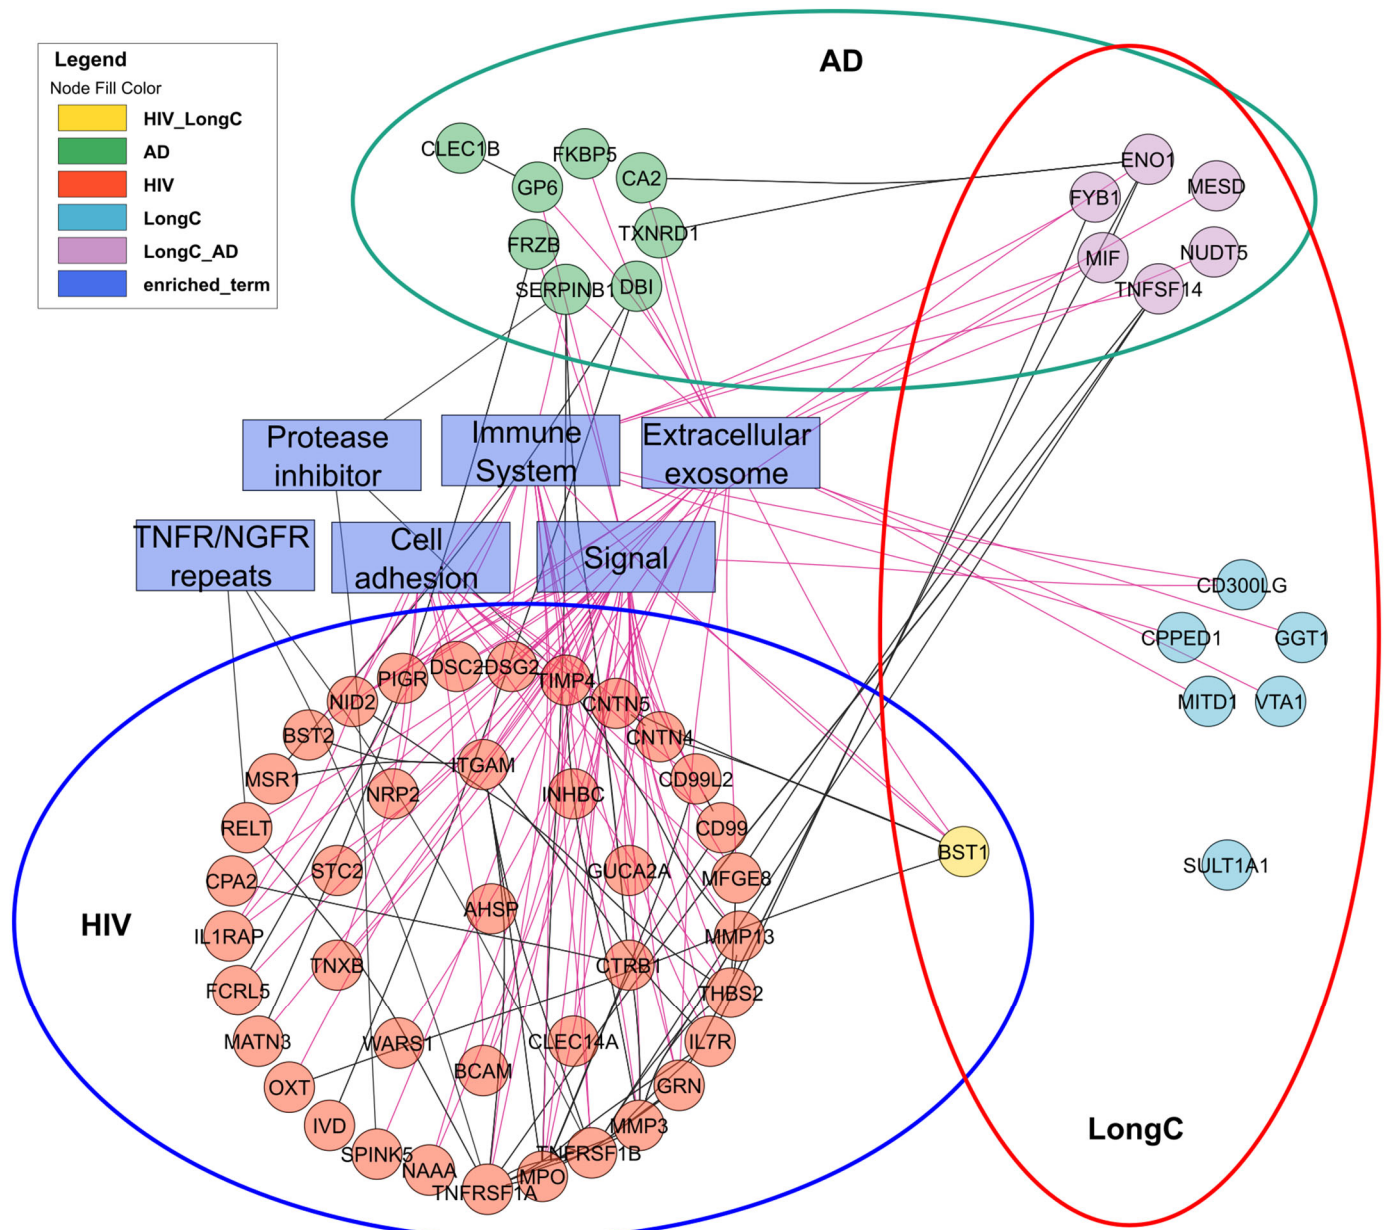 Legend
Node Fill Color
HIV_LongC
AD
HIV
LongC
LongC_AD
enriched_term
AD
CLEC1B
FKBP5
GP6
CA2
FRZB
TXNRD1
SERPINB1
DBI
ENO1
MESD
FYB1
MIF
NUDT5
TNFSF14
Protease
inhibitor
Immune
System
Extracellular
exosome
TNFR/NGFR
repeats
Cell
adhesion
Signal
CD300LG
CPPED1
GGT1
MITD1
VTA1
SULT1A1
BST1
LongC
HIV
PIGR
DSC2
DSG2
TIMP4
NID2
CNTN5
BST2
CNTN4
MSR1
ITGAM
CD99L2
NRP2
INHBC
RELT
CD99
CPA2
STC2
GUCA2A
MFGE8
AHSP
IL1RAP
MMP13
TNXB
CTRB1
FCRL5
THBS2
MATN3
WARS1
CLEC14A
IL7R
BCAM
OXT
GRN
IVD
MMP3
SPINK5
TNFRSF1B
NAAA
MPO
TNFRSF1A